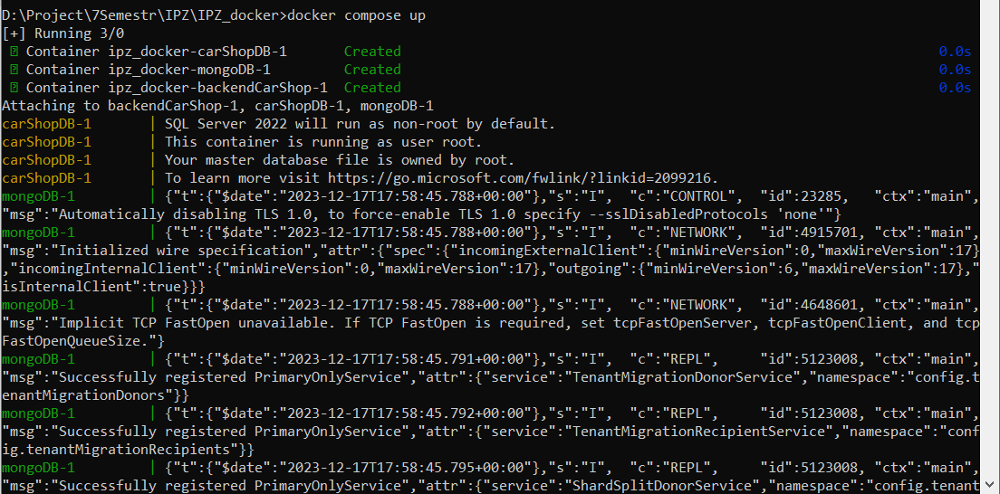 D:\Project\7Semestr\IPZ\IPZ_docker>docker compose up
[+] Running 3/0
Container ipz_docker-carShopDB-1 Created 0.0s
Container ipz_docker-mongoDB-1 Created 0.0s
Container ipz_docker-backendCarShop-1 Created 0.0s
Attaching to backendCarShop-1, carShopDB-1, mongoDB-1
carShopDB-1 | SQL Server 2022 will run as non-root by default.
carShopDB-1 | This container is running as user root.
carShopDB-1 | Your master database file is owned by root.
carShopDB-1 | To learn more visit https://go.microsoft.com/fwlink/?linkid=2099216.
mongoDB-1 | {"t":{"$date":"2023-12-17T17:58:45.788+00:00"},"s":"I", "c":"CONTROL", "id":23285, "ctx":"main",
"msg":"Automatically disabling TLS 1.0, to force-enable TLS 1.0 specify --sslDisabledProtocols 'none'"}
mongoDB-1 | {"t":{"$date":"2023-12-17T17:58:45.788+00:00"},"s":"I", "c":"NETWORK", "id":4915701, "ctx":"main",
"msg":"Initialized wire specification","attr":{"spec":{"incomingExternalClient":{"minWireVersion":0,"maxWireVersion":17}
,"incomingInternalClient":{"minWireVersion":0,"maxWireVersion":17},"outgoing":{"minWireVersion":6,"maxWireVersion":17},"
isInternalClient":true}}}
mongoDB-1 | {"t":{"$date":"2023-12-17T17:58:45.788+00:00"},"s":"I", "c":"NETWORK", "id":4648601, "ctx":"main",
"msg":"Implicit TCP FastOpen unavailable. If TCP FastOpen is required, set tcpFastOpenServer, tcpFastOpenClient, and tcp
FastOpenQueueSize."}
mongoDB-1 | {"t":{"$date":"2023-12-17T17:58:45.791+00:00"},"s":"I", "c":"REPL", "id":5123008, "ctx":"main",
"msg":"Successfully registered PrimaryOnlyService","attr":{"service":"TenantMigrationDonorService","namespace":"config.t
enantMigrationDonors"}}
mongoDB-1 | {"t":{"$date":"2023-12-17T17:58:45.792+00:00"},"s":"I", "c":"REPL", "id":5123008, "ctx":"main",
"msg":"Successfully registered PrimaryOnlyService","attr":{"service":"TenantMigrationRecipientService","namespace":"conf
ig.tenantMigrationRecipients"}}
mongoDB-1 | {"t":{"$date":"2023-12-17T17:58:45.795+00:00"},"s":"I", "c":"REPL", "id":5123008, "ctx":"main",
"msg":"Successfully registered PrimaryOnlyService","attr":{"service":"ShardSplitDonorService","namespace":"config.tenant